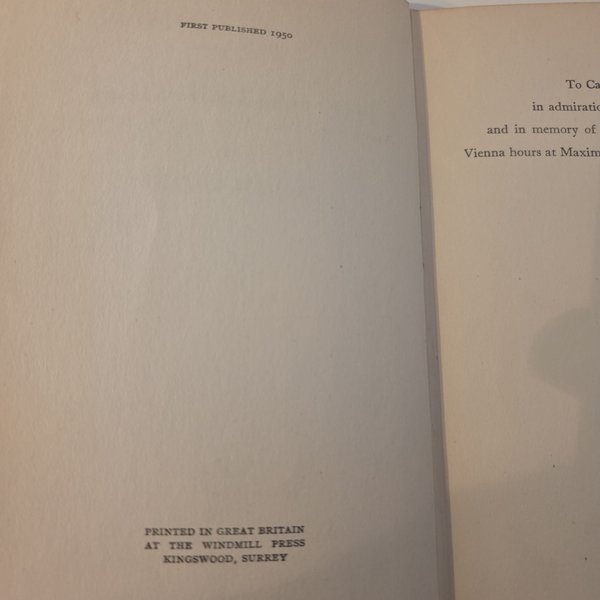 FIRST PUBLISHED 1950
PRINTED IN GREAT BRITAIN
AT THE WINDMILL PRESS
KINGSWOOD, SURREY
To Ca
in admiratio
and in memory of
Vienna hours at Maxim